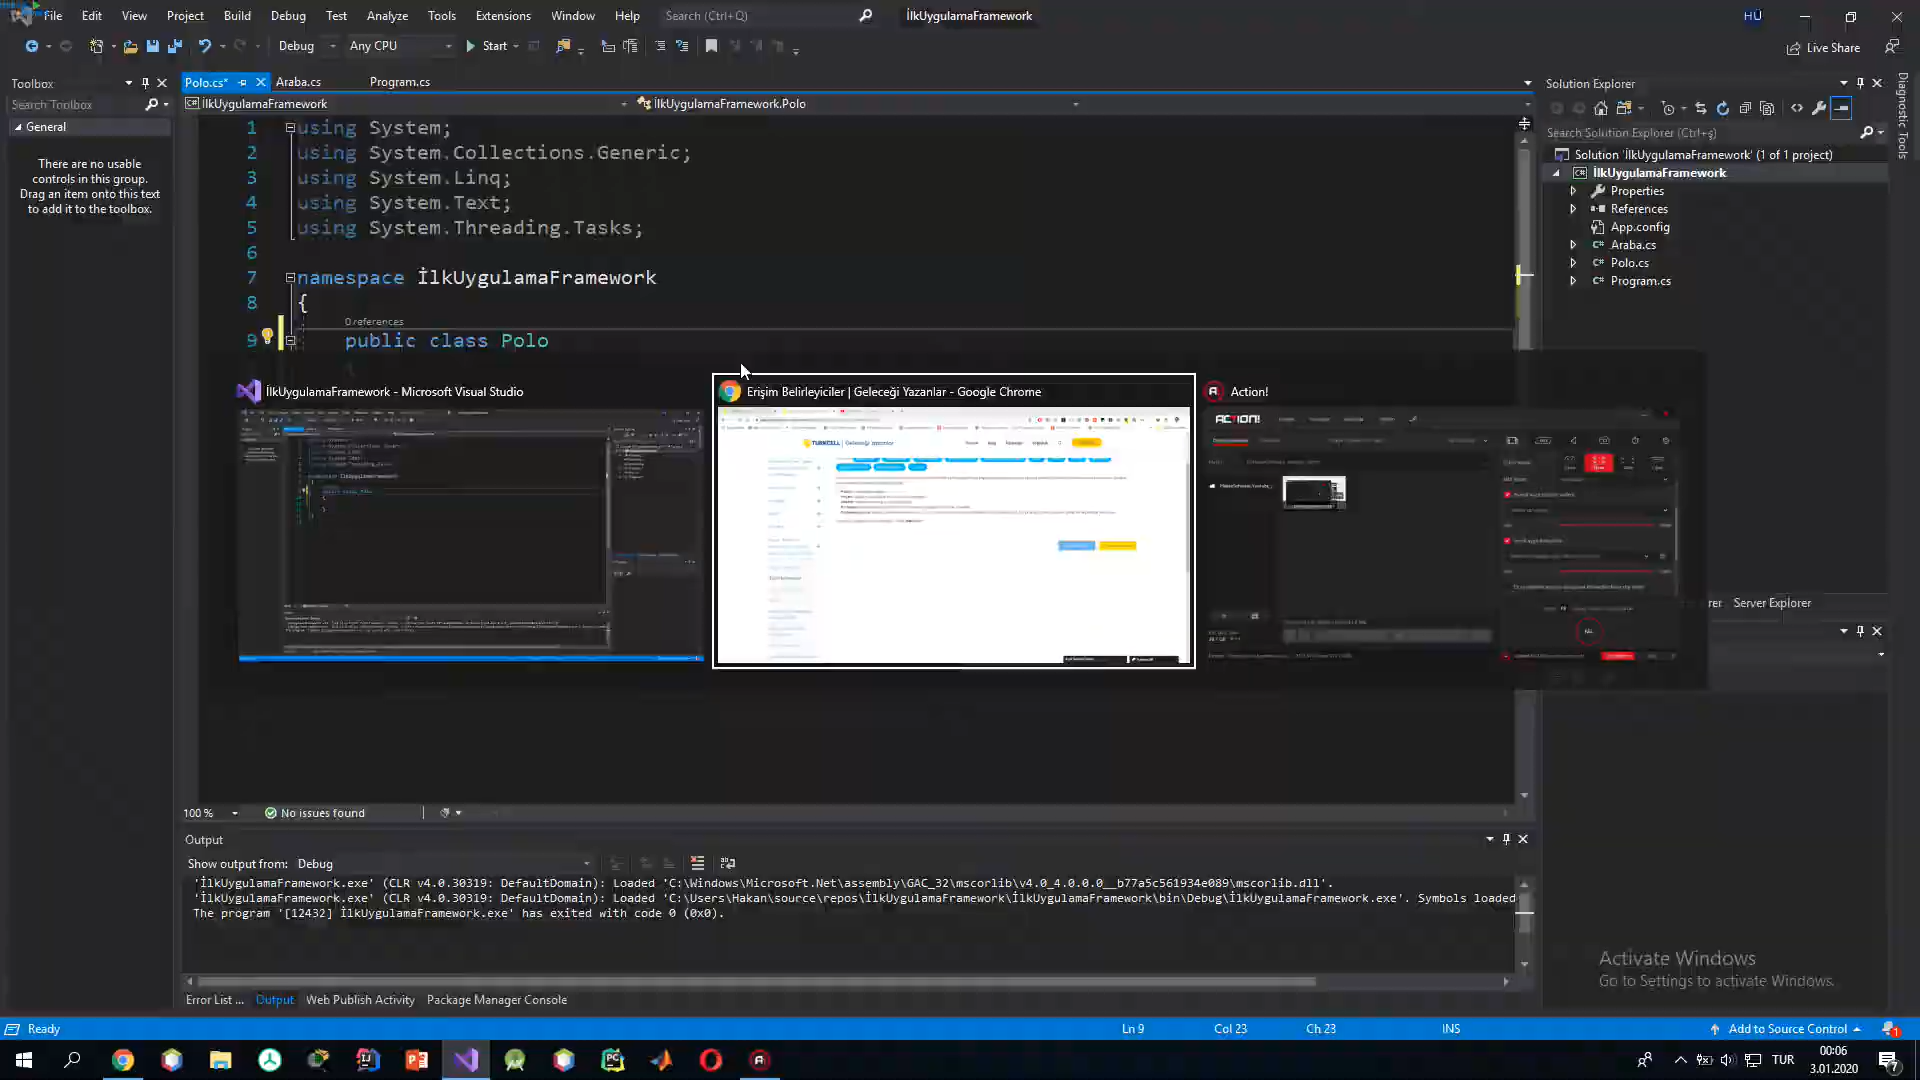 File Edit View Project Build Debug Test Analyze Tools Extensions Window Help Search (Ctrl+Q) İlkUygulamaFramework HÜ
Debug Any CPU Start Live Share
Toolbox
Search Toolbox
General
There are no usable
controls in this group.
Drag an item onto this text
to add it to the toolbox.
Polo.cs* Araba.cs Program.cs
İlkUygulamaFramework İlkUygulamaFramework.Polo
1 using System;
2 using System.Collections.Generic;
3 using System.Linq;
4 using System.Text;
5 using System.Threading.Tasks;
6
7 namespace İlkUygulamaFramework
8 {
0 references
9 public class Polo
İlkUygulamaFramework - Microsoft Visual Studio
Erişim Belirleyiciler | Geleceği Yazanlar - Google Chrome
TURKCELL Geleceği Yazanlar
Action!
ACTION!
Solution Explorer
Search Solution Explorer (Ctrl+ş)
Solution 'İlkUygulamaFramework' (1 of 1 project)
İlkUygulamaFramework
Properties
References
App.config
Araba.cs
Polo.cs
Program.cs
Diagnostic Tools
Server Explorer
100 % No issues found
Output
Show output from: Debug
'İlkUygulamaFramework.exe' (CLR v4.0.30319: DefaultDomain): Loaded 'C:\Windows\Microsoft.Net\assembly\GAC_32\mscorlib\v4.0_4.0.0.0__b77a5c561934e089\mscorlib.dll'.
'İlkUygulamaFramework.exe' (CLR v4.0.30319: DefaultDomain): Loaded 'C:\Users\Hakan\source\repos\İlkUygulamaFramework\İlkUygulamaFramework\bin\Debug\İlkUygulamaFramework.exe'. Symbols loaded
The program '[12432] İlkUygulamaFramework.exe' has exited with code 0 (0x0).
Error List ... Output Web Publish Activity Package Manager Console
Activate Windows
Go to Settings to activate Windows.
Ready Ln 9 Col 23 Ch 23 INS Add to Source Control 1
TUR 00:06
3.01.2020 7